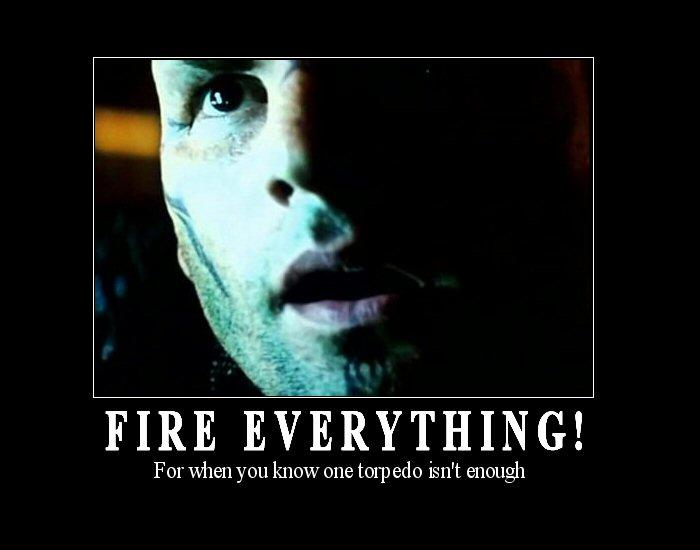 FIRE EVERYTHING!
For when you know one torpedo isn't enough